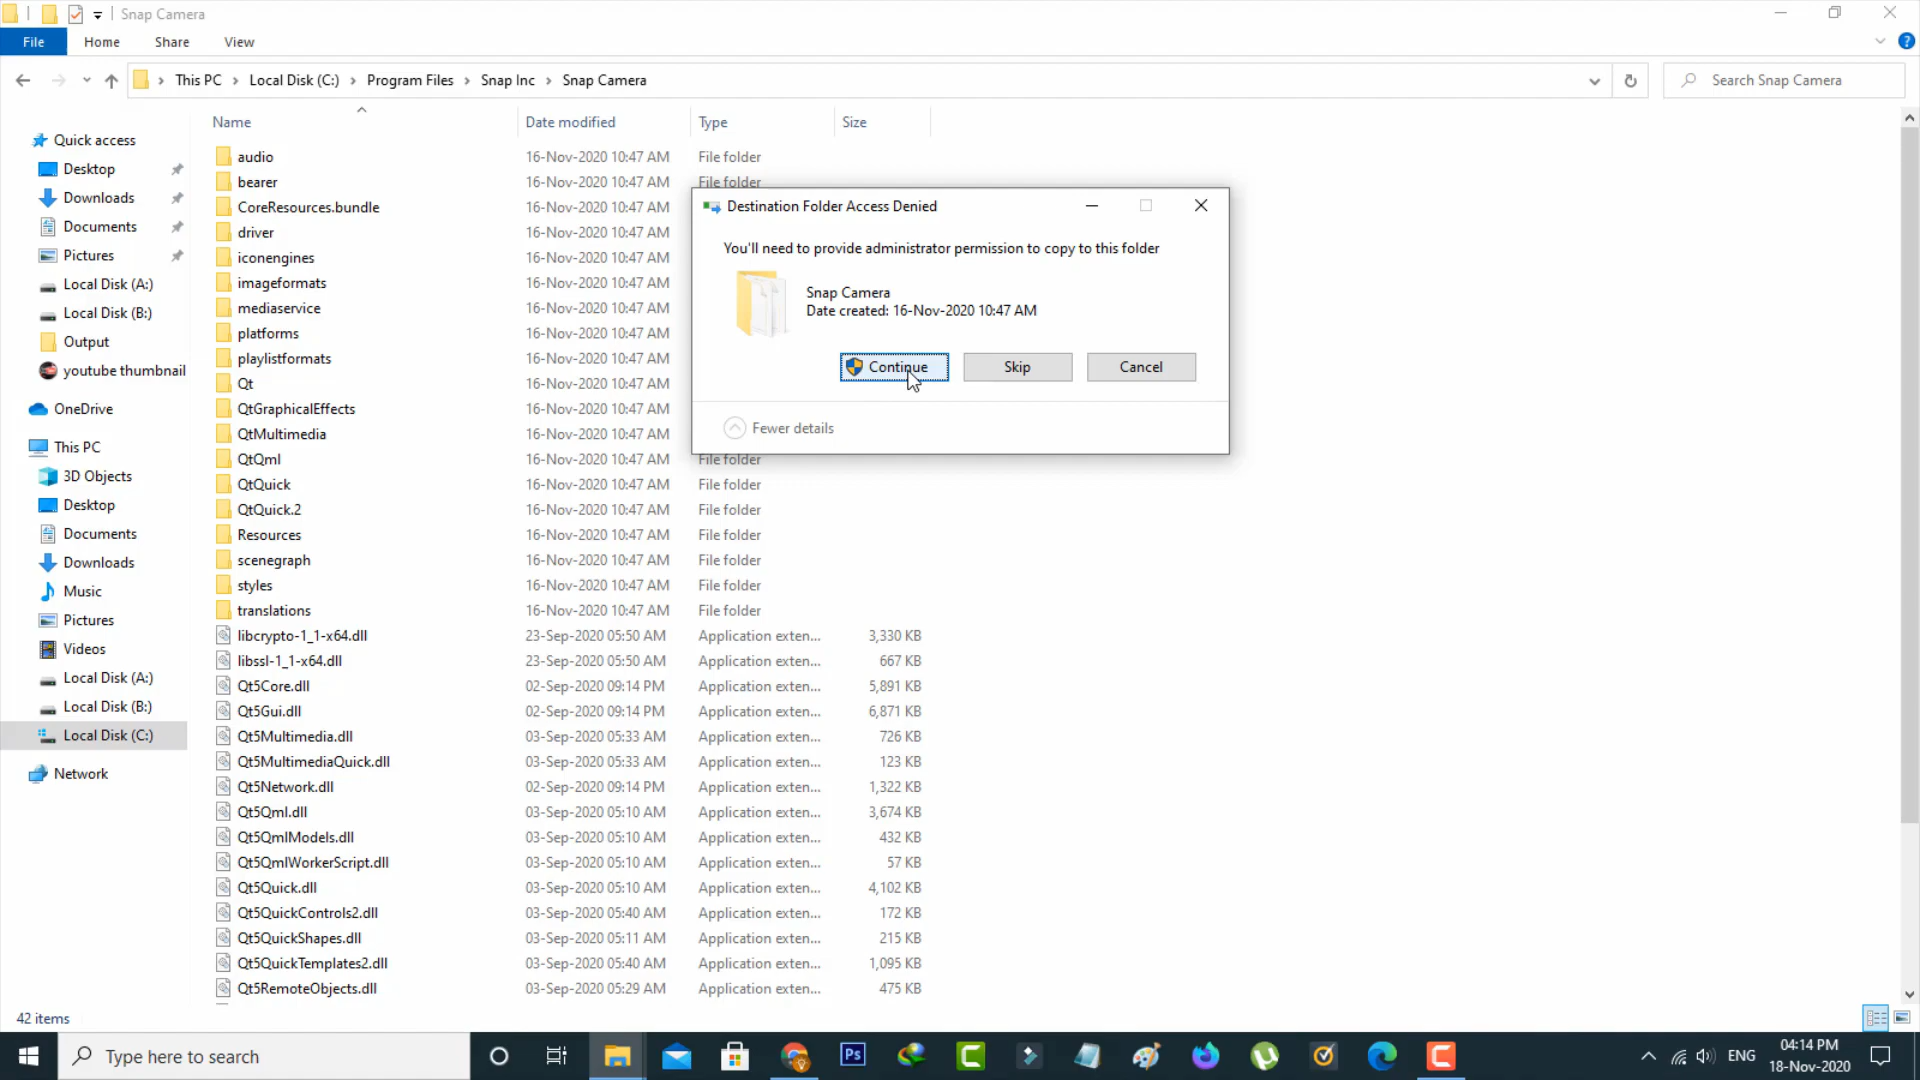 Snap Camera
File Home Share View
This PC Local Disk (C:) Program Files Snap Inc Snap Camera
Search Snap Camera
Name Date modified Type Size
Quick access
Desktop
Downloads
Documents
Pictures
Local Disk (A:)
Local Disk (B:)
Output
youtube thumbnail
OneDrive
This PC
3D Objects
Desktop
Documents
Downloads
Music
Pictures
Videos
Local Disk (A:)
Local Disk (B:)
Local Disk (C:)
Network
audio 16-Nov-2020 10:47 AM File folder
bearer 16-Nov-2020 10:47 AM File folder
CoreResources.bundle 16-Nov-2020 10:47 AM
driver 16-Nov-2020 10:47 AM
iconengines 16-Nov-2020 10:47 AM
imageformats 16-Nov-2020 10:47 AM
mediaservice 16-Nov-2020 10:47 AM
platforms 16-Nov-2020 10:47 AM
playlistformats 16-Nov-2020 10:47 AM
Qt 16-Nov-2020 10:47 AM
QtGraphicalEffects 16-Nov-2020 10:47 AM
QtMultimedia 16-Nov-2020 10:47 AM
QtQml 16-Nov-2020 10:47 AM File folder
QtQuick 16-Nov-2020 10:47 AM File folder
QtQuick.2 16-Nov-2020 10:47 AM File folder
Resources 16-Nov-2020 10:47 AM File folder
scenegraph 16-Nov-2020 10:47 AM File folder
styles 16-Nov-2020 10:47 AM File folder
translations 16-Nov-2020 10:47 AM File folder
libcrypto-1_1-x64.dll 23-Sep-2020 05:50 AM Application exten... 3,330 KB
libssl-1_1-x64.dll 23-Sep-2020 05:50 AM Application exten... 667 KB
Qt5Core.dll 02-Sep-2020 09:14 PM Application exten... 5,891 KB
Qt5Gui.dll 02-Sep-2020 09:14 PM Application exten... 6,871 KB
Qt5Multimedia.dll 03-Sep-2020 05:33 AM Application exten... 726 KB
Qt5MultimediaQuick.dll 03-Sep-2020 05:33 AM Application exten... 123 KB
Qt5Network.dll 02-Sep-2020 09:14 PM Application exten... 1,322 KB
Qt5Qml.dll 03-Sep-2020 05:10 AM Application exten... 3,674 KB
Qt5QmlModels.dll 03-Sep-2020 05:10 AM Application exten... 432 KB
Qt5QmlWorkerScript.dll 03-Sep-2020 05:10 AM Application exten... 57 KB
Qt5Quick.dll 03-Sep-2020 05:10 AM Application exten... 4,102 KB
Qt5QuickControls2.dll 03-Sep-2020 05:40 AM Application exten... 172 KB
Qt5QuickShapes.dll 03-Sep-2020 05:11 AM Application exten... 215 KB
Qt5QuickTemplates2.dll 03-Sep-2020 05:40 AM Application exten... 1,095 KB
Qt5RemoteObjects.dll 03-Sep-2020 05:29 AM Application exten... 475 KB
Destination Folder Access Denied
You'll need to provide administrator permission to copy to this folder
Snap Camera
Date created: 16-Nov-2020 10:47 AM
Continue Skip Cancel
Fewer details
42 items
Type here to search
Ps
ENG
04:14 PM
18-Nov-2020